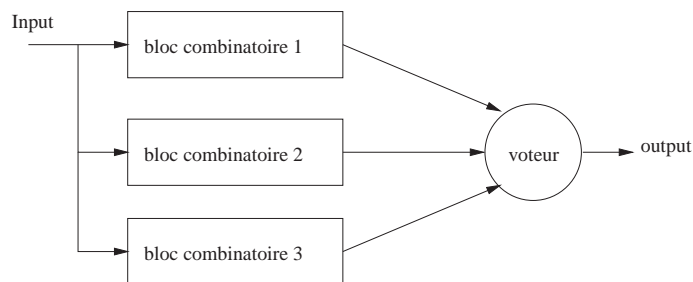 Input
bloc combinatoire 1
bloc combinatoire 2
bloc combinatoire 3
voteur
output